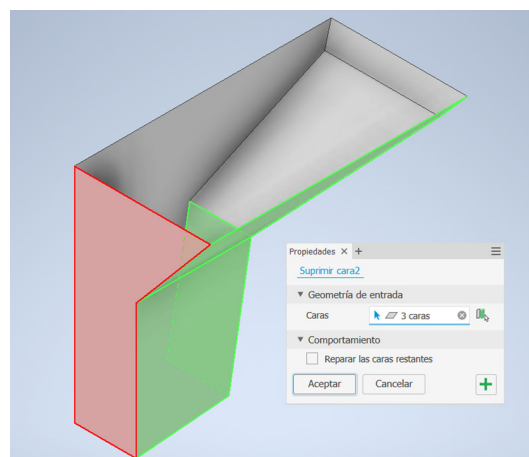 Propiedades × +
Suprimir cara2
Geometría de entrada
Caras 3 caras
Comportamiento
Reparar las caras restantes
Aceptar Cancelar